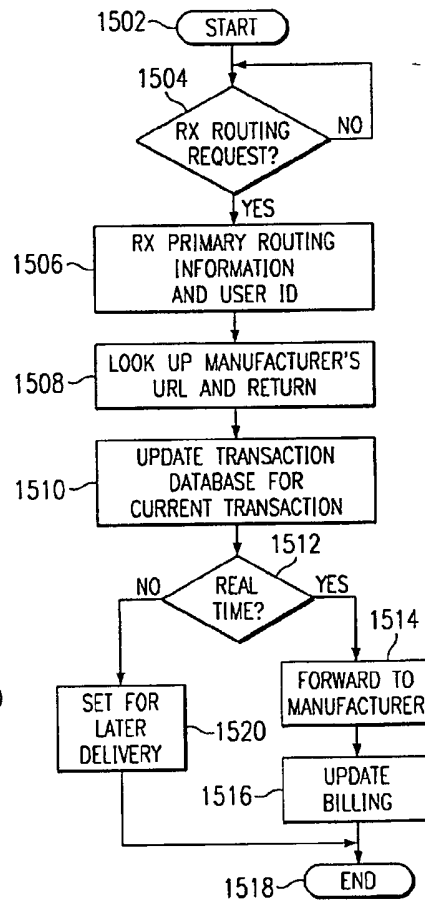 1502
START
1504
RX ROUTING
REQUEST?
NO
YES
1506
RX PRIMARY ROUTING
INFORMATION
AND USER ID
1508
LOOK UP MANUFACTURER'S
URL AND RETURN
1510
UPDATE TRANSACTION
DATABASE FOR
CURRENT TRANSACTION
1512
NO
REAL
TIME?
YES
1514
FORWARD TO
MANUFACTURER
SET FOR
LATER
DELIVERY
1520
1516
UPDATE
BILLING
1518
END